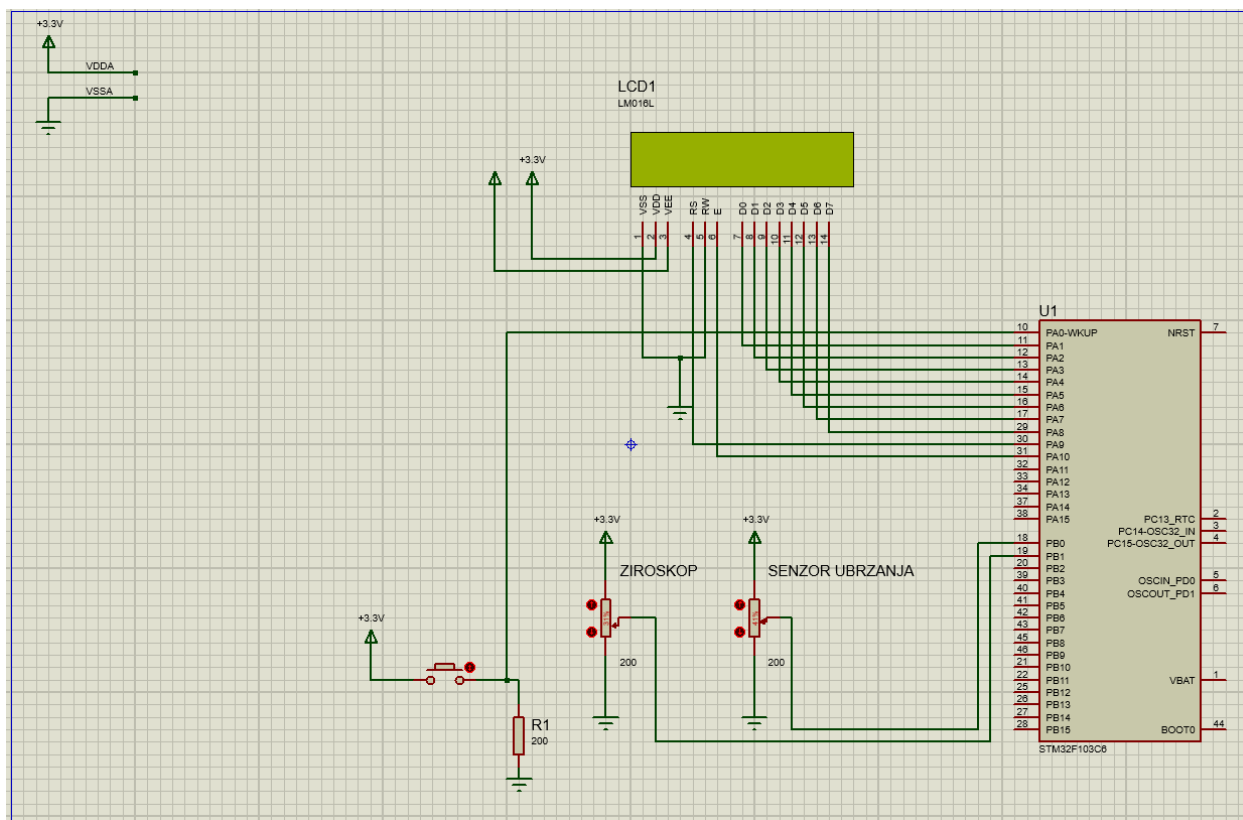 +3.3V
VDDA
VSSA
LCD1
LM016L
+3.3V
VSS
VDD
VEE
RS
RW
E
D0
D1
D2
D3
D4
D5
D6
D7
1
2
3
4
5
6
7
8
9
10
11
12
13
14
U1
10 PA0-WKUP NRST 7
11 PA1
12 PA2
13 PA3
14 PA4
15 PA5
16 PA6
17 PA7
29 PA8
30 PA9
31 PA10
32 PA11
33 PA12
34 PA13
37 PA14
38 PA15 PC13_RTC 2
PC14-OSC32_IN 3
18 PB0 PC15-OSC32_OUT 4
19 PB1
20 PB2
39 PB3 OSCIN_PD0 5
40 PB4 OSCOUT_PD1 6
41 PB5
42 PB6
43 PB7
45 PB8
46 PB9
21 PB10
22 PB11 VBAT 1
25 PB12
26 PB13
27 PB14
28 PB15 BOOT0 44
STM32F103C6
+3.3V
+3.3V
ZIROSKOP
SENZOR UBRZANJA
31%
41%
200
200
+3.3V
R1
200